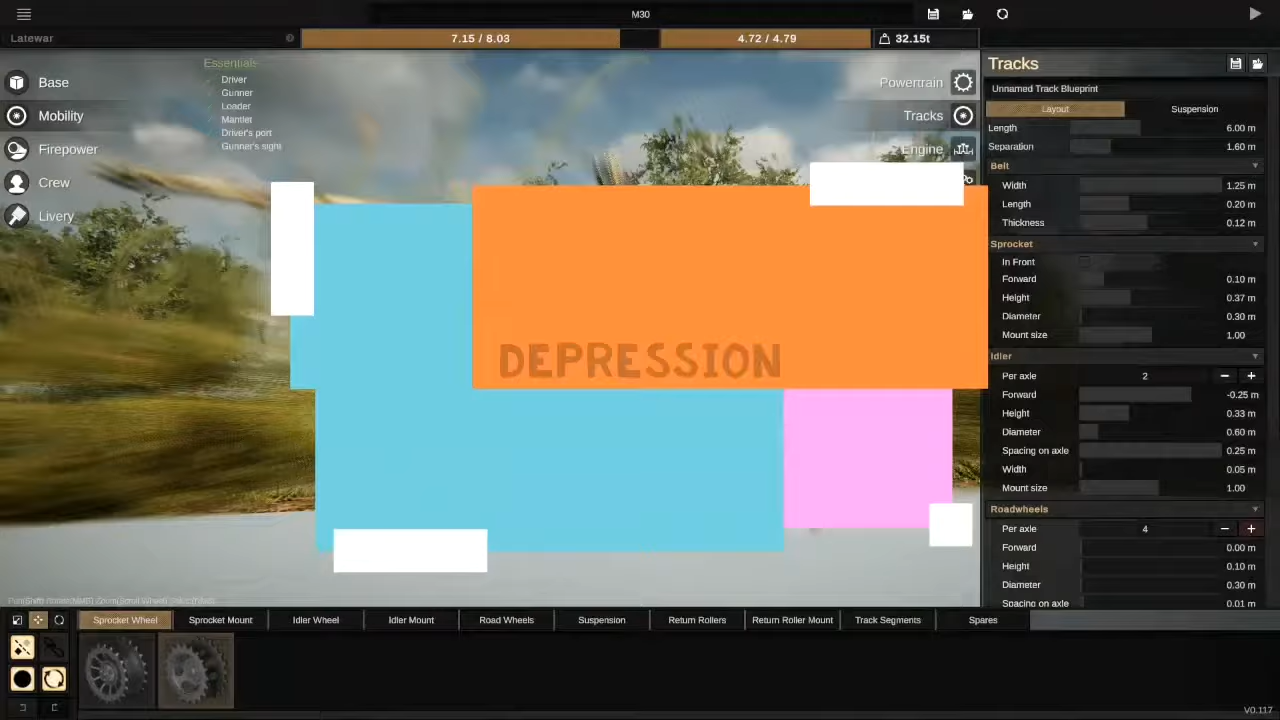 M30
Latewar
7.15 / 8.03
4.72 / 4.79
32.15t
Essentials
Driver
Gunner
Loader
Mantlet
Driver's port
Gunner's sight
Base
Mobility
Firepower
Crew
Livery
Powertrain
Tracks
Engine
DEPRESSION
Tracks
Unnamed Track Blueprint
Layout Suspension
Length 6.00 m
Separation 1.60 m
Belt
Width 1.25 m
Length 0.20 m
Thickness 0.12 m
Sprocket
In Front
Forward 0.10 m
Height 0.37 m
Diameter 0.30 m
Mount size 1.00
Idler
Per axle 2 − +
Forward -0.25 m
Height 0.33 m
Diameter 0.60 m
Spacing on axle 0.25 m
Width 0.05 m
Mount size 1.00
Roadwheels
Per axle 4 − +
Forward 0.00 m
Height 0.10 m
Diameter 0.30 m
Spacing on axle 0.01 m
Sprocket Wheel Sprocket Mount Idler Wheel Idler Mount Road Wheels Suspension Return Rollers Return Roller Mount Track Segments Spares
V0.117